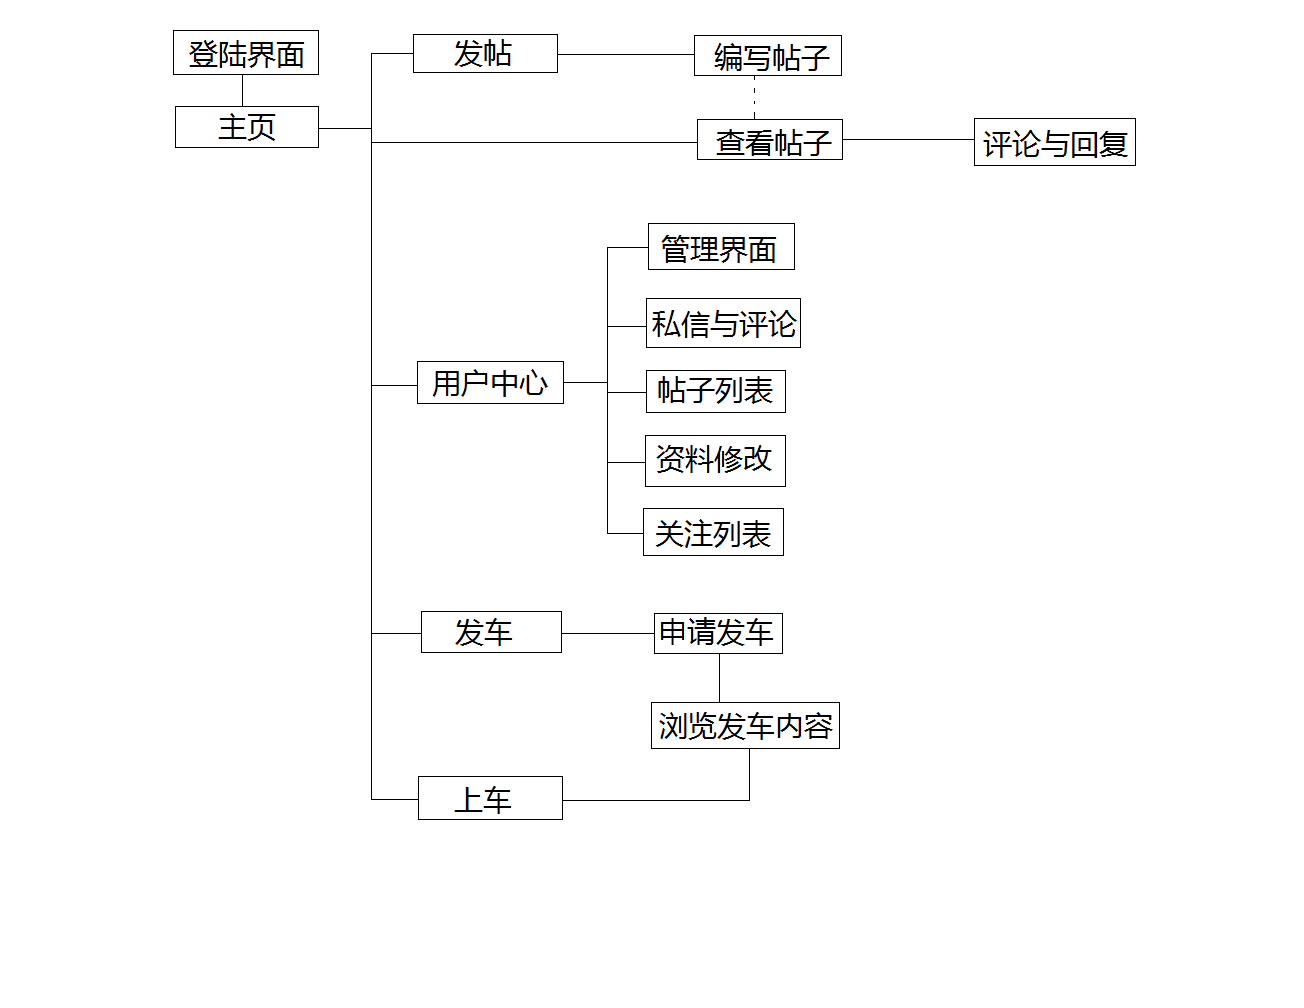 登陆界面
主页
发帖
编写帖子
查看帖子
评论与回复
用户中心
管理界面
私信与评论
帖子列表
资料修改
关注列表
发车
申请发车
浏览发车内容
上车